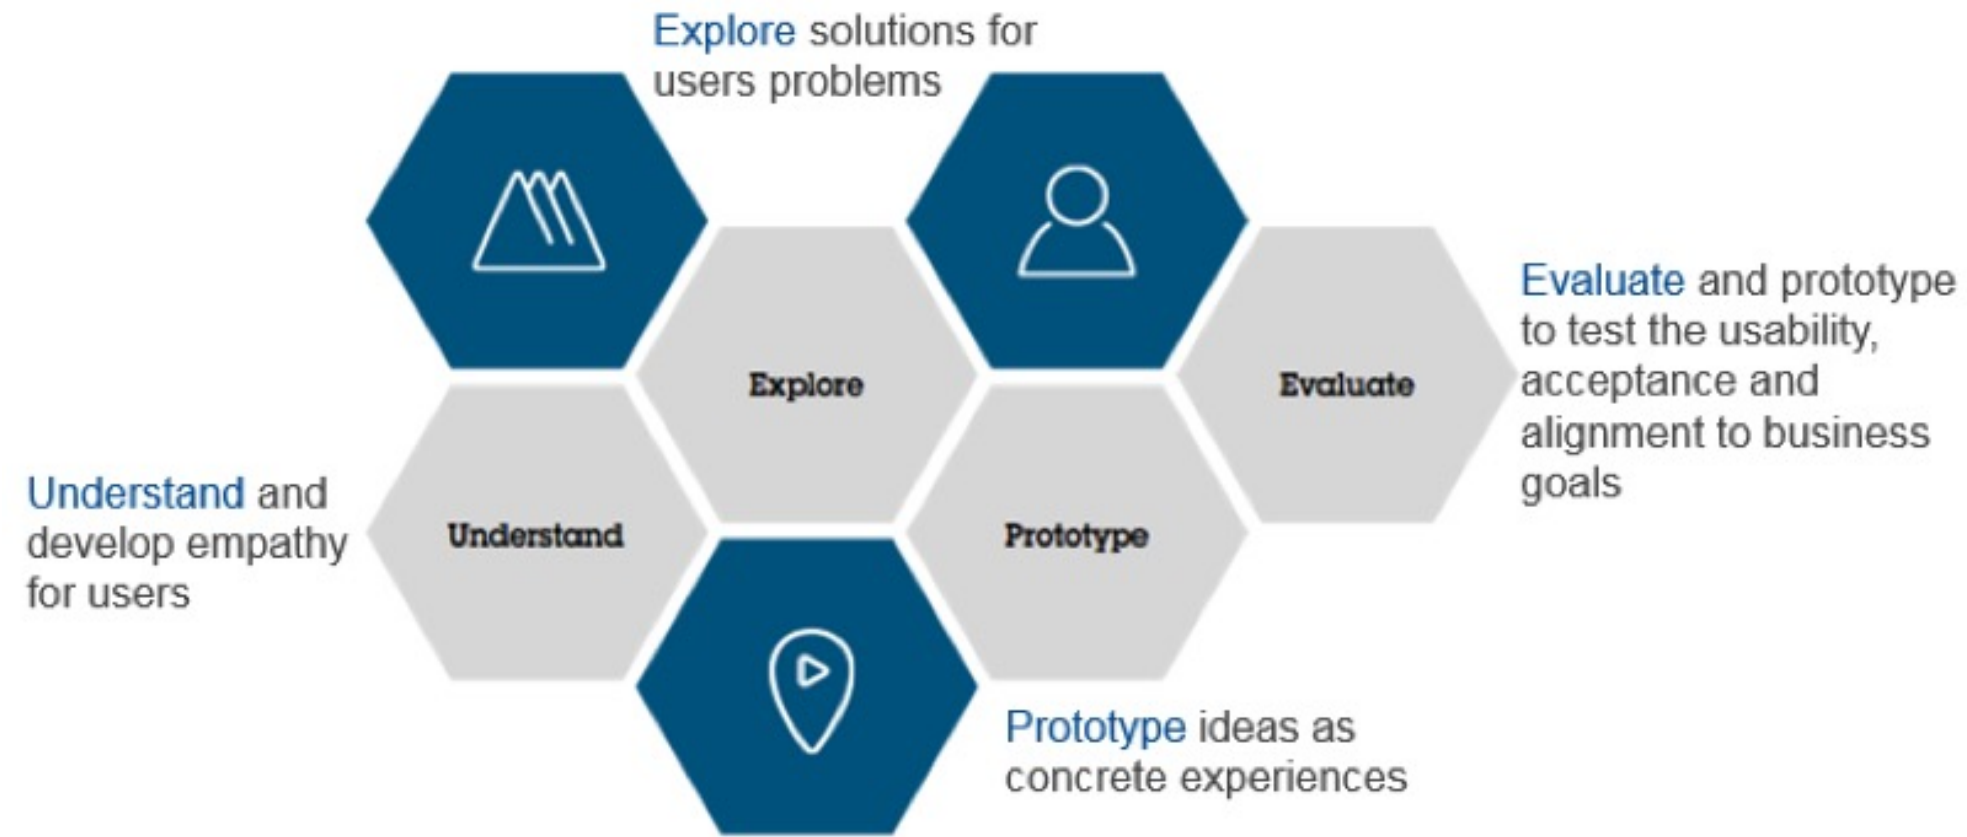 Explore solutions for
users problems
Explore
Evaluate
Evaluate and prototype
to test the usability,
acceptance and
alignment to business
goals
Understand and
develop empathy
for users
Understand
Prototype
Prototype ideas as
concrete experiences